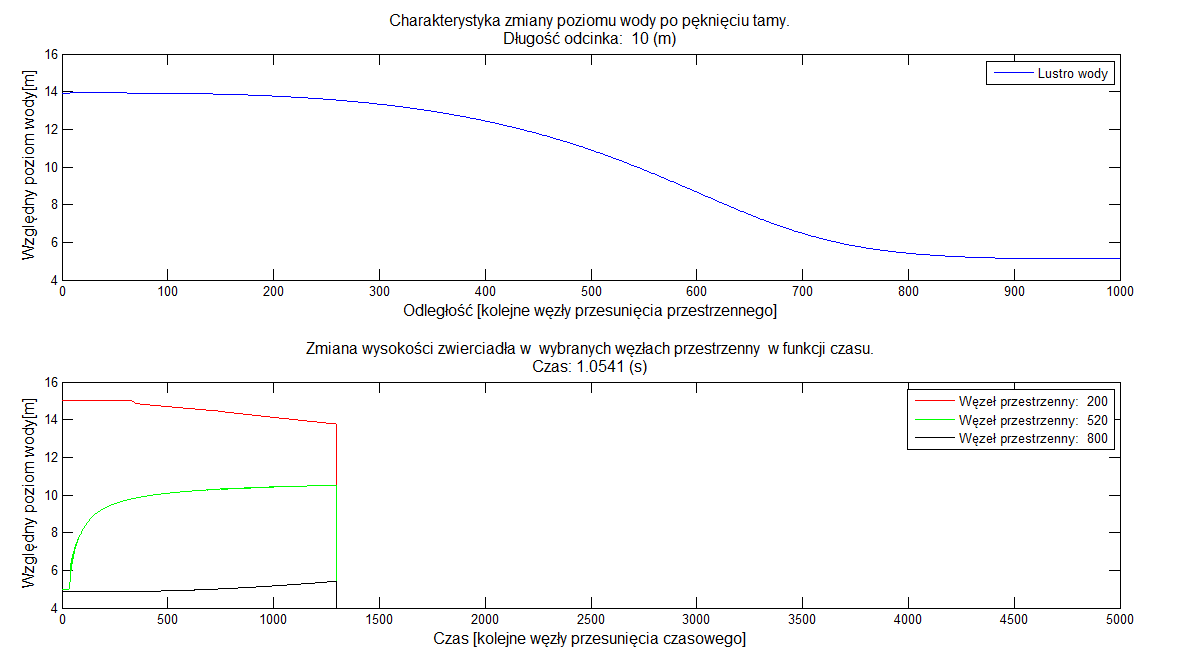 Charakterystyka zmiany poziomu wody po pęknięciu tamy.
Długość odcinka:  10 (m)
16
14
12
10
8
6
4
Względny poziom wody[m]
Lustro wody
0 100 200 300 400 500 600 700 800 900 1000
Odległość [kolejne węzły przesunięcia przestrzennego]
Zmiana wysokości zwierciadła w  wybranych węzłach przestrzenny  w funkcji czasu.
Czas: 1.0541 (s)
16
14
12
10
8
6
4
Względny poziom wody[m]
Węzeł przestrzenny:  200
Węzeł przestrzenny:  520
Węzeł przestrzenny:  800
0 500 1000 1500 2000 2500 3000 3500 4000 4500 5000
Czas [kolejne węzły przesunięcia czasowego]